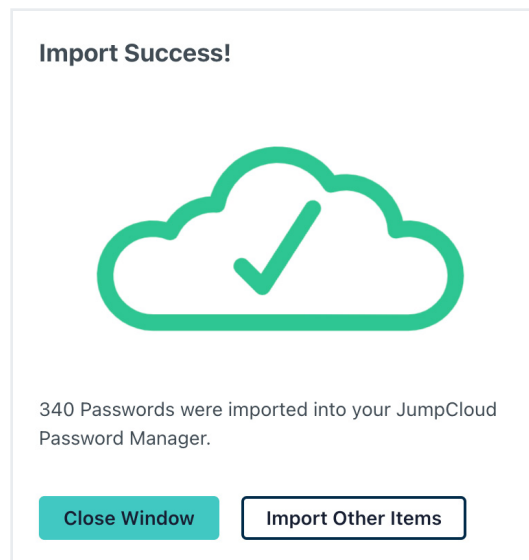 Import Success!
340 Passwords were imported into your JumpCloud
Password Manager.
Close Window
Import Other Items